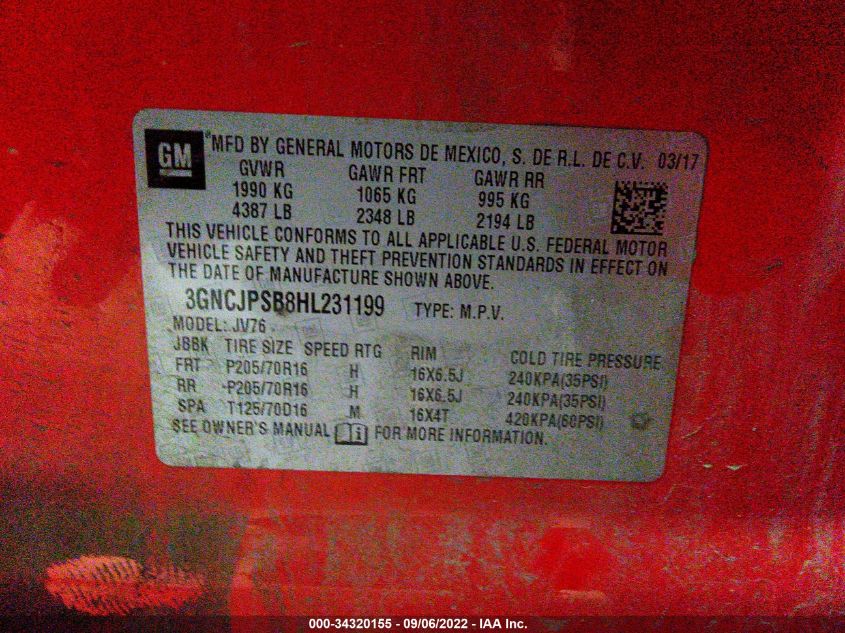 GM
*MFD BY GENERAL MOTORS DE MEXICO, S. DE R.L. DE C.V. 03/17
GVWR GAWR FRT GAWR RR
1990 KG 1065 KG 995 KG
4387 LB 2348 LB 2194 LB
THIS VEHICLE CONFORMS TO ALL APPLICABLE U.S. FEDERAL MOTOR
VEHICLE SAFETY AND THEFT PREVENTION STANDARDS IN EFFECT ON
THE DATE OF MANUFACTURE SHOWN ABOVE.
3GNCJPSB8HL231199 TYPE: M.P.V.
MODEL: JV76
JBBK TIRE SIZE SPEED RTG RIM COLD TIRE PRESSURE
FRT P205/70R16 H 16X6.5J 240KPA(35PSI)
RR P205/70R16 H 16X6.5J 240KPA(35PSI)
SPA T125/70D16 M 16X4T 420KPA(60PSI)
SEE OWNER'S MANUAL i FOR MORE INFORMATION.
000-34320155 - 09/06/2022 - IAA Inc.